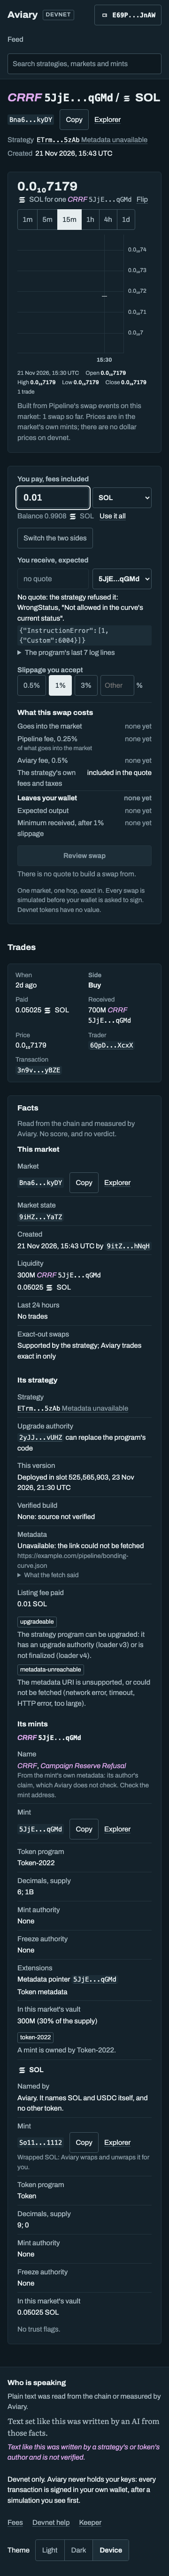 Aviary DEVNET E69P...JnAW
Feed
Search strategies, markets and mints
CRRF 5JjE...qGMd / SOL
Bna6...kyDY Copy Explorer
Strategy ETrm...5zAb Metadata unavailable
Created 21 Nov 2026, 15:43 UTC
0.0₁₀7179
SOL for one CRRF 5JjE...qGMd Flip
1m 5m 15m 1h 4h 1d
0.0₁₀74
0.0₁₀73
0.0₁₀72
0.0₁₀71
0.0₁₀7
15:30
21 Nov 2026, 15:30 UTC Open 0.0₁₀7179
High 0.0₁₀7179 Low 0.0₁₀7179 Close 0.0₁₀7179
1 trade
Built from Pipeline's swap events on this
market: 1 swap so far. Prices are in the
market's own mints; there are no dollar
prices on devnet.
You pay, fees included
0.01 SOL
Balance 0.9908 SOL Use it all
Switch the two sides
You receive, expected
no quote 5JjE...qGMd
No quote: the strategy refused it:
WrongStatus, "Not allowed in the curve's
current status".
{"InstructionError":[1,
{"Custom":6004}]}
The program's last 7 log lines
Slippage you accept
0.5% 1% 3% Other %
What this swap costs
Goes into the market none yet
Pipeline fee, 0.25% none yet
of what goes into the market
Aviary fee, 0.5% none yet
The strategy's own included in the quote
fees and taxes
Leaves your wallet none yet
Expected output none yet
Minimum received, after 1% none yet
slippage
Review swap
There is no quote to build a swap from.
One market, one hop, exact in. Every swap is
simulated before your wallet is asked to sign.
Devnet tokens have no value.
Trades
When Side
2d ago Buy
Paid Received
0.05025 SOL 700M CRRF
5JjE...qGMd
Price Trader
0.0₁₀7179 6QpD...XcxX
Transaction
3n9v...yBZE
Facts
Read from the chain and measured by
Aviary. No score, and no verdict.
This market
Market
Bna6...kyDY Copy Explorer
Market state
9iHZ...YaTZ
Created
21 Nov 2026, 15:43 UTC by 9itZ...hNqH
Liquidity
300M CRRF 5JjE...qGMd
0.05025 SOL
Last 24 hours
No trades
Exact-out swaps
Supported by the strategy; Aviary trades
exact in only
Its strategy
Strategy
ETrm...5zAb Metadata unavailable
Upgrade authority
2yJJ...vUHZ can replace the program's
code
This version
Deployed in slot 525,565,903, 23 Nov
2026, 21:30 UTC
Verified build
None: source not verified
Metadata
Unavailable: the link could not be fetched
https://example.com/pipeline/bonding-
curve.json
What the fetch said
Listing fee paid
0.01 SOL
upgradeable
The strategy program can be upgraded: it
has an upgrade authority (loader v3) or is
not finalized (loader v4).
metadata-unreachable
The metadata URI is unsupported, or could
not be fetched (network error, timeout,
HTTP error, too large).
Its mints
CRRF 5JjE...qGMd
Name
CRRF, Campaign Reserve Refusal
From the mint's own metadata: its author's
claim, which Aviary does not check. Check the
mint address.
Mint
5JjE...qGMd Copy Explorer
Token program
Token-2022
Decimals, supply
6; 1B
Mint authority
None
Freeze authority
None
Extensions
Metadata pointer 5JjE...qGMd
Token metadata
In this market's vault
300M (30% of the supply)
token-2022
A mint is owned by Token-2022.
SOL
Named by
Aviary. It names SOL and USDC itself, and
no other token.
Mint
So11...1112 Copy Explorer
Wrapped SOL: Aviary wraps and unwraps it for
you.
Token program
Token
Decimals, supply
9; 0
Mint authority
None
Freeze authority
None
In this market's vault
0.05025 SOL
No trust flags.
Who is speaking
Plain text was read from the chain or measured by
Aviary.
Text set like this was written by an AI from
those facts.
Text like this was written by a strategy's or token's
author and is not verified.
Devnet only. Aviary never holds your keys: every
transaction is signed in your own wallet, after a
simulation you see first.
Fees Devnet help Keeper
Theme Light Dark Device